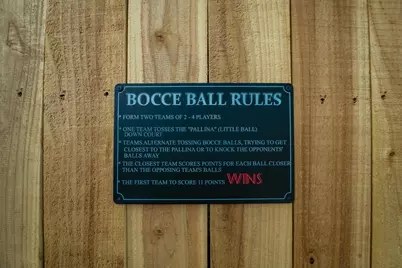 BOCCE BALL RULES
* FORM TWO TEAMS OF 2 - 4 PLAYERS
* ONE TEAM TOSSES THE "PALLINA" (LITTLE BALL)
DOWN COURT
* TEAMS ALTERNATE TOSSING BOCCE BALLS, TRYING TO GET
CLOSEST TO THE PALLINA OR TO KNOCK THE OPPONENTS'
BALLS AWAY
* THE CLOSEST TEAM SCORES POINTS FOR EACH BALL CLOSER
THAN THE OPPOSING TEAM'S BALLS
* THE FIRST TEAM TO SCORE 11 POINTS WINS